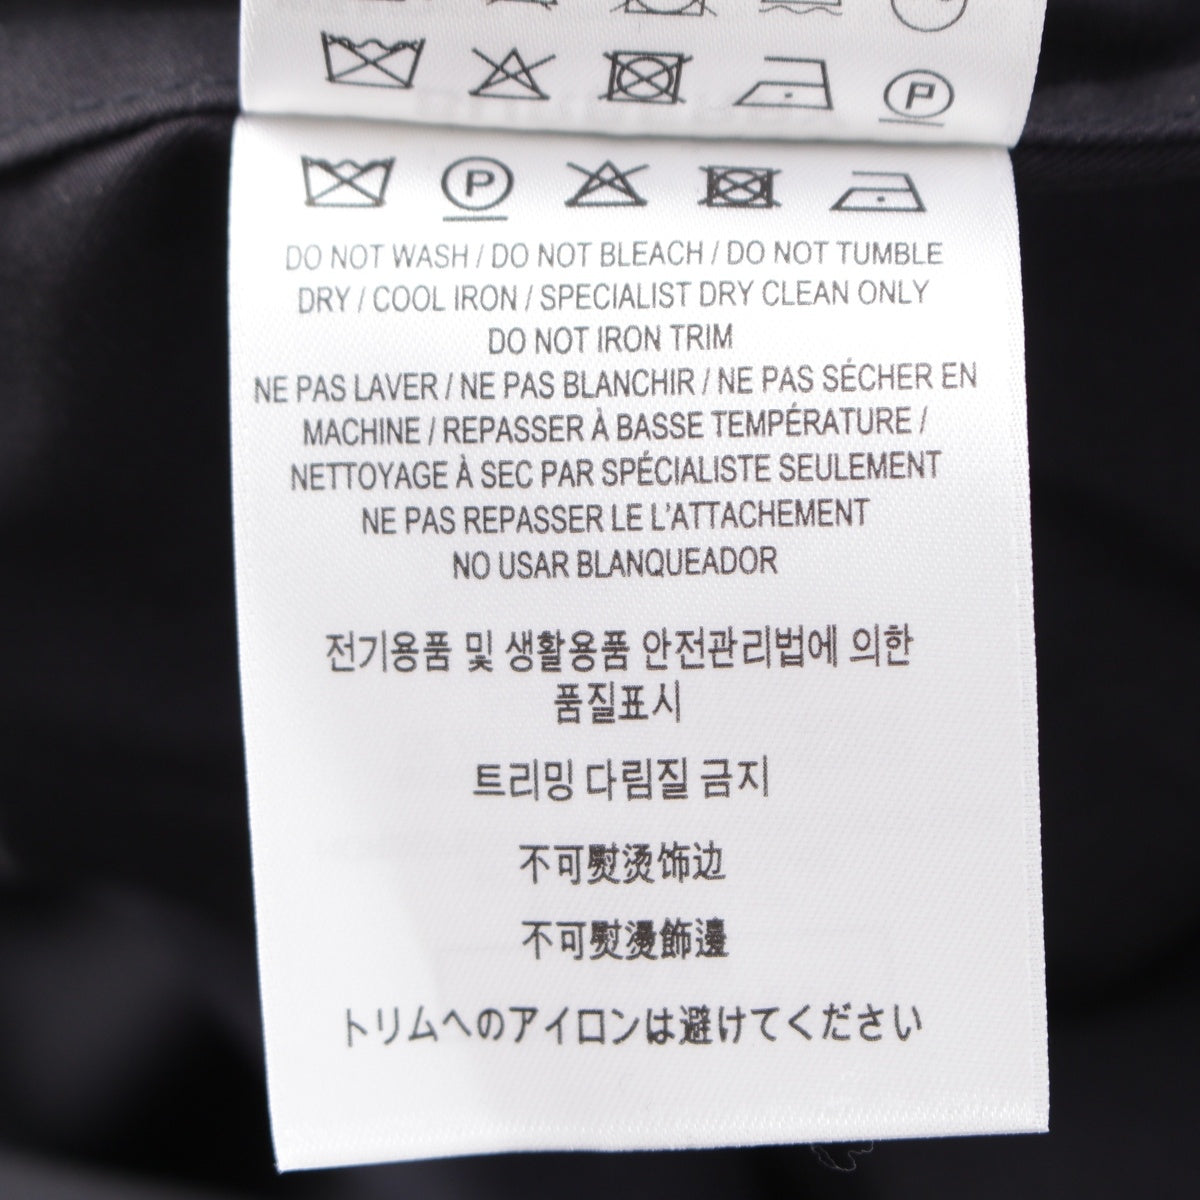 P
P
DO NOT WASH / DO NOT BLEACH / DO NOT TUMBLE
DRY / COOL IRON / SPECIALIST DRY CLEAN ONLY
DO NOT IRON TRIM
NE PAS LAVER / NE PAS BLANCHIR / NE PAS SÉCHER EN
MACHINE / REPASSER À BASSE TEMPÉRATURE /
NETTOYAGE À SEC PAR SPÉCIALISTE SEULEMENT
NE PAS REPASSER LE L'ATTACHEMENT
NO USAR BLANQUEADOR
전기용품 및 생활용품 안전관리법에 의한
품질표시
트리밍 다림질 금지
不可熨烫饰边
不可熨燙飾邊
トリムへのアイロンは避けてください